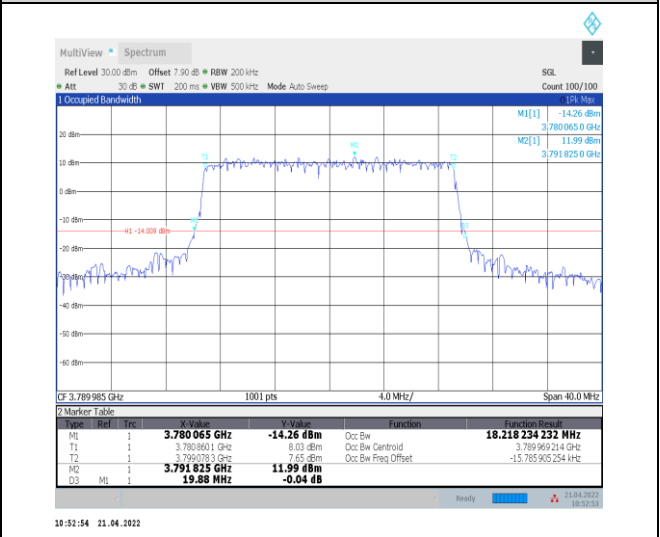 MultiView Spectrum
Ref Level 30.00 dBm Offset 7.90 dB RBW 200 kHz SGL
Att 30 dB SWT 200 ms VBW 500 kHz Mode Auto Sweep Count 100/100
1 Occupied Bandwidth 1Pk Max
M1[1] -14.26 dBm
3.780 065 0 GHz
M2[1] 11.99 dBm
3.791 825 0 GHz
20 dBm
M2
T1
T2
10 dBm
0 dBm
-10 dBm
M1
D3
H1 -14.009 dBm
-20 dBm
-30 dBm
-40 dBm
-50 dBm
-60 dBm
CF 3.789 985 GHz 1001 pts 4.0 MHz/ Span 40.0 MHz
2 Marker Table
Type Ref Trc X-Value Y-Value Function Function Result
M1 1 3.780 065 GHz -14.26 dBm Occ Bw 18.218 234 232 MHz
T1 1 3.780 860 1 GHz 8.03 dBm Occ Bw Centroid 3.789 969 214 GHz
T2 1 3.799 078 3 GHz 7.65 dBm Occ Bw Freq Offset -15.785 905 254 kHz
M2 1 3.791 825 GHz 11.99 dBm
D3 M1 1 19.88 MHz -0.04 dB
Ready 21.04.2022
10:52:53
10:52:54 21.04.2022